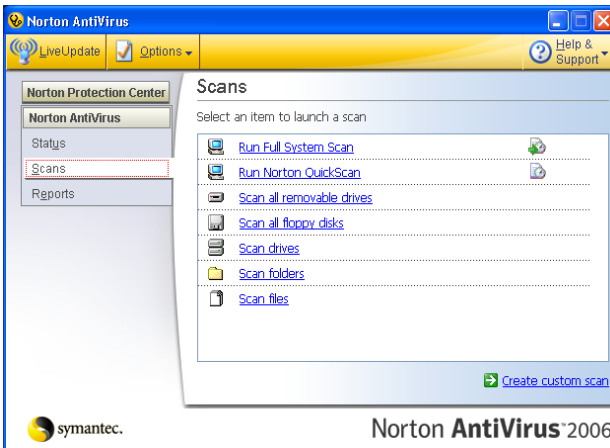 Norton AntiVirus
LiveUpdate Options Help &
Support
Norton Protection Center
Norton AntiVirus
Status
Scans
Reports
Scans
Select an item to launch a scan
Run Full System Scan
Run Norton QuickScan
Scan all removable drives
Scan all floppy disks
Scan drives
Scan folders
Scan files
Create custom scan
symantec.
Norton AntiVirus 2006